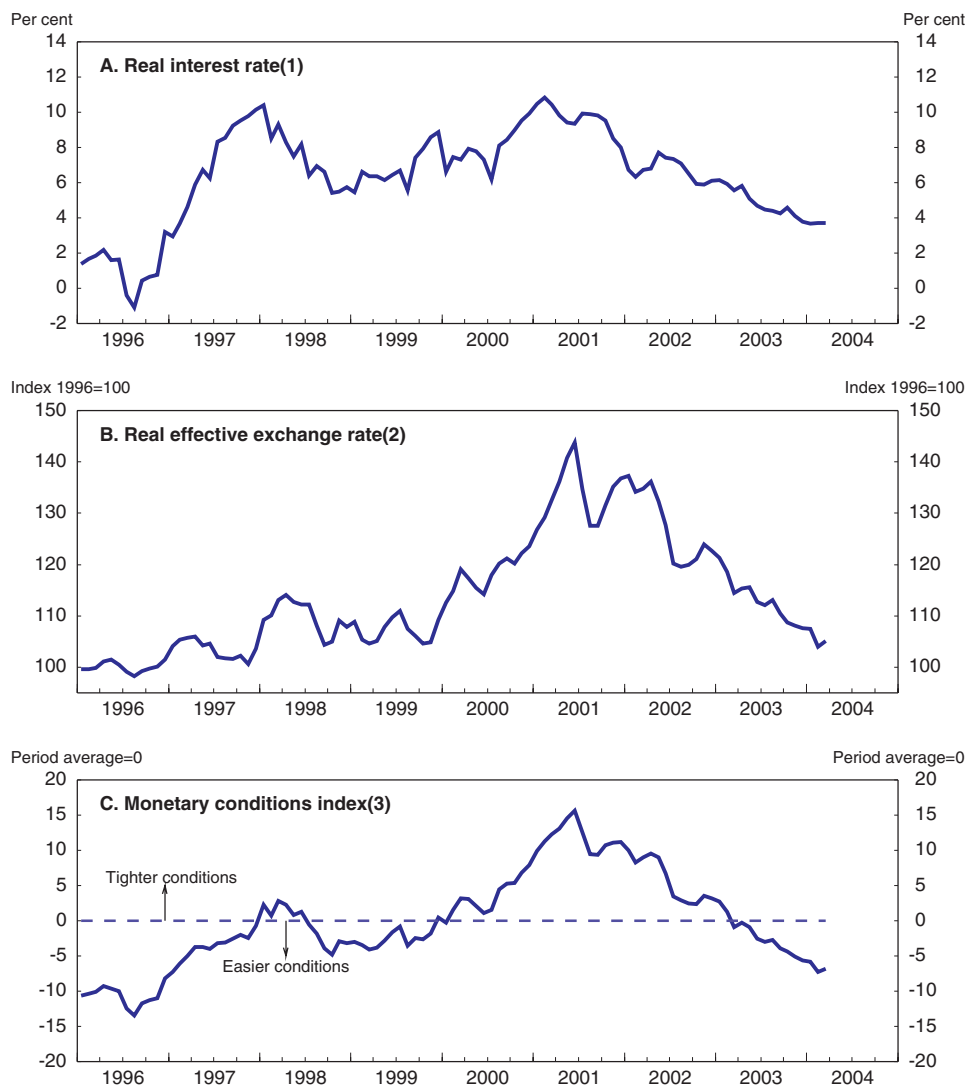 Per cent Per cent
14 14
A. Real interest rate(1)
12 12
10 10
8 8
6 6
4 4
2 2
0 0
-2 -2
1996 1997 1998 1999 2000 2001 2002 2003 2004
Index 1996=100 Index 1996=100
150 150
B. Real effective exchange rate(2)
140 140
130 130
120 120
110 110
100 100
1996 1997 1998 1999 2000 2001 2002 2003 2004
Period average=0 Period average=0
20 20
C. Monetary conditions index(3)
15 15
10 10
Tighter conditions
5 5
0 0
-5 -5
Easier conditions
-10 -10
-15 -15
-20 -20
1996 1997 1998 1999 2000 2001 2002 2003 2004